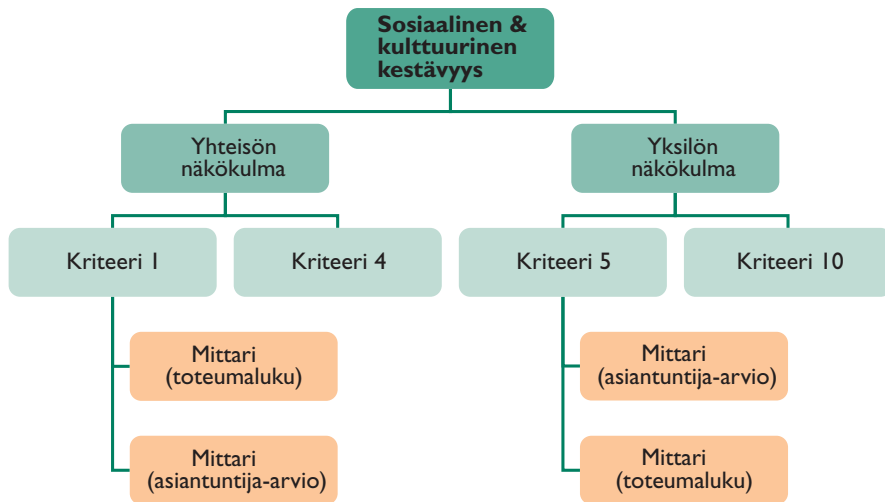 Sosiaalinen &
kulttuurinen
kestävyys
Yhteisön
näkökulma
Yksilön
näkökulma
Kriteeri 1
Kriteeri 4
Kriteeri 5
Kriteeri 10
Mittari
(toteumaluku)
Mittari
(asiantuntija-arvio)
Mittari
(asiantuntija-arvio)
Mittari
(toteumaluku)